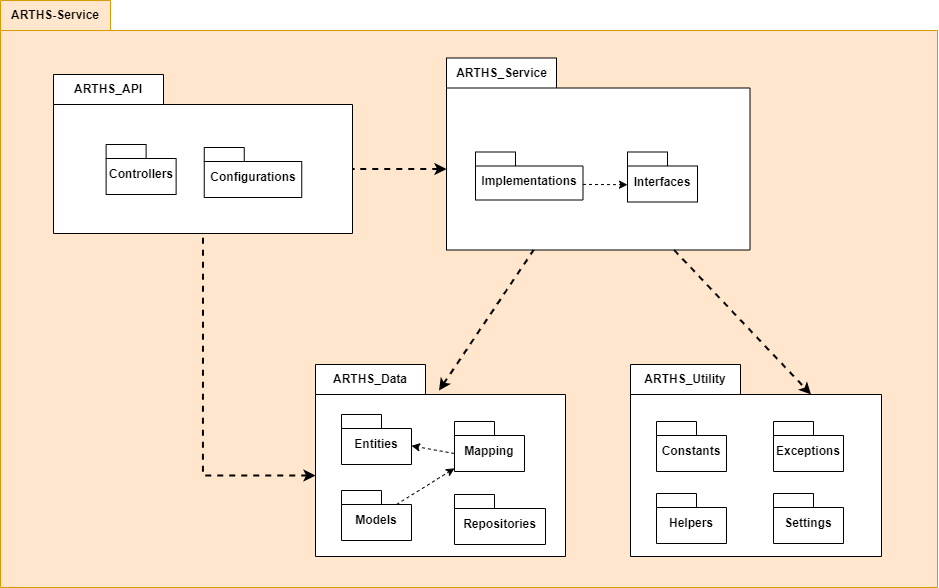 ARTHS-Service
ARTHS_API
Controllers
Configurations
ARTHS_Service
Implementations
Interfaces
ARTHS_Data
Entities
Mapping
Models
Repositories
ARTHS_Utility
Constants
Exceptions
Helpers
Settings